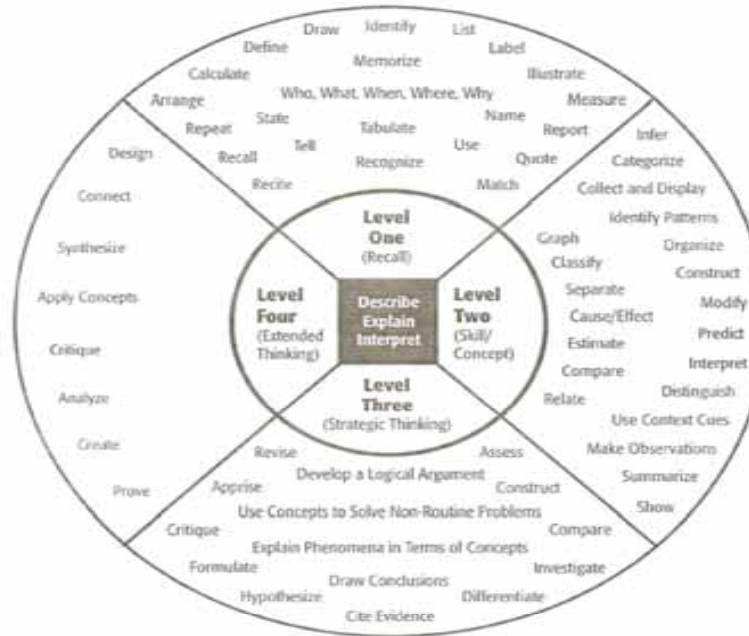 Draw
Identify
List
Define
Label
Memorize
Calculate
Illustrate
Who, What, When, Where, Why
Arrange
Measure
State
Name
Repeat
Tabulate
Report
Tell
Use
Recall
Recognize
Quote
Recite
Match
Level
One
(Recall)
Infer
Categorize
Collect and Display
Identify Patterns
Graph
Organize
Classify
Construct
Separate
Modify
Cause/Effect
Predict
Estimate
Interpret
Compare
Distinguish
Relate
Use Context Cues
Make Observations
Summarize
Show
Level
Two
(Skill/
Concept)
Describe
Explain
Interpret
Level
Three
(Strategic Thinking)
Revise
Assess
Develop a Logical Argument
Apprise
Construct
Use Concepts to Solve Non-Routine Problems
Critique
Compare
Explain Phenomena in Terms of Concepts
Formulate
Investigate
Draw Conclusions
Hypothesize
Differentiate
Cite Evidence
Level
Four
(Extended
Thinking)
Design
Connect
Synthesize
Apply Concepts
Critique
Analyze
Create
Prove